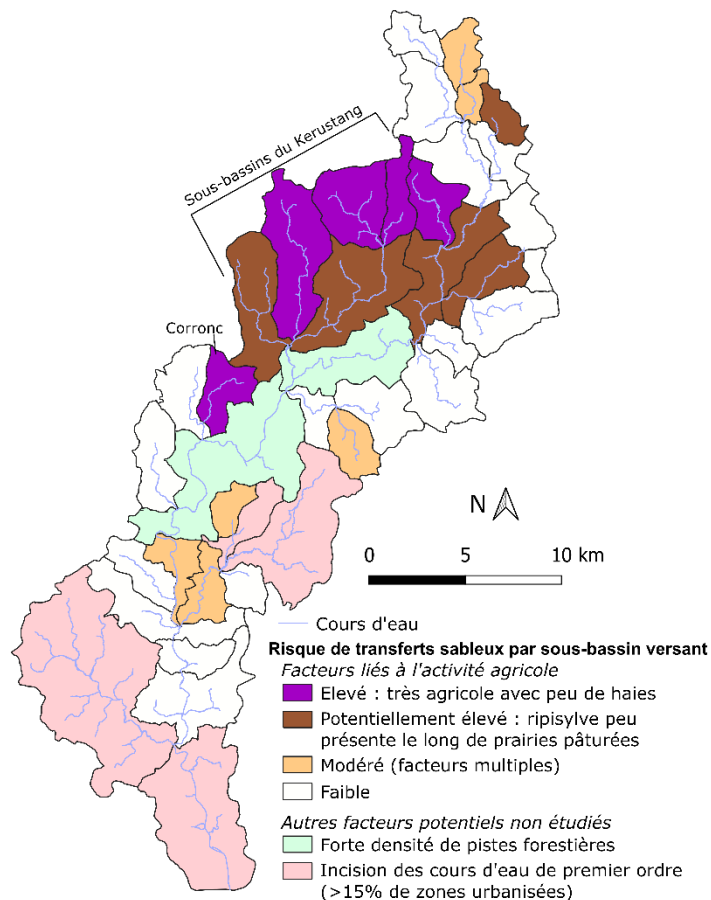 Sous-bassins du Kerustang
Corronc
N
0 5 10 km
Cours d'eau
Risque de transferts sableux par sous-bassin versant
Facteurs liés à l'activité agricole
Elevé : très agricole avec peu de haies
Potentiellement élevé : ripisylve peu
présente le long de prairies pâturées
Modéré (facteurs multiples)
Faible
Autres facteurs potentiels non étudiés
Forte densité de pistes forestières
Incision des cours d'eau de premier ordre
(>15% de zones urbanisées)